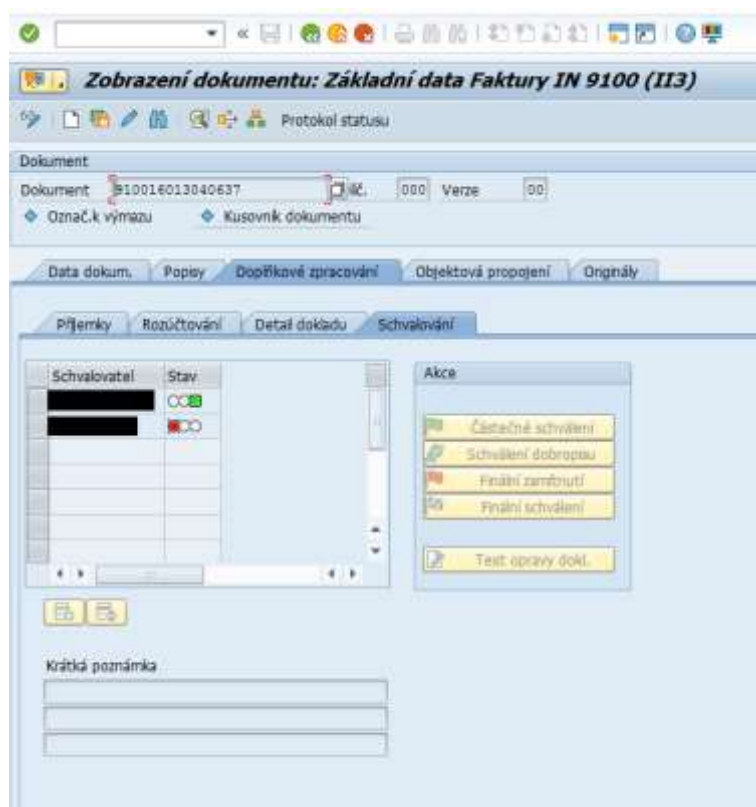 Zobrazení dokumentu: Základní data Faktury IN 9100 (II3)
Protokol statusu
Dokument
Dokument 910016013040637 DílČ. 000 Verze 00
Označ.k výmazu Kusovník dokumentu
Data dokum. Popisy Doplňkové zpracování Objektová propojení Originály
Příjemky Rozúčtování Detail dokladu Schvalování
Schvalovatel Stav
Akce
Částečné schválení
Schválení dobropisu
Finální zamítnutí
Finální schválení
Text opravy dokl.
Krátká poznámka